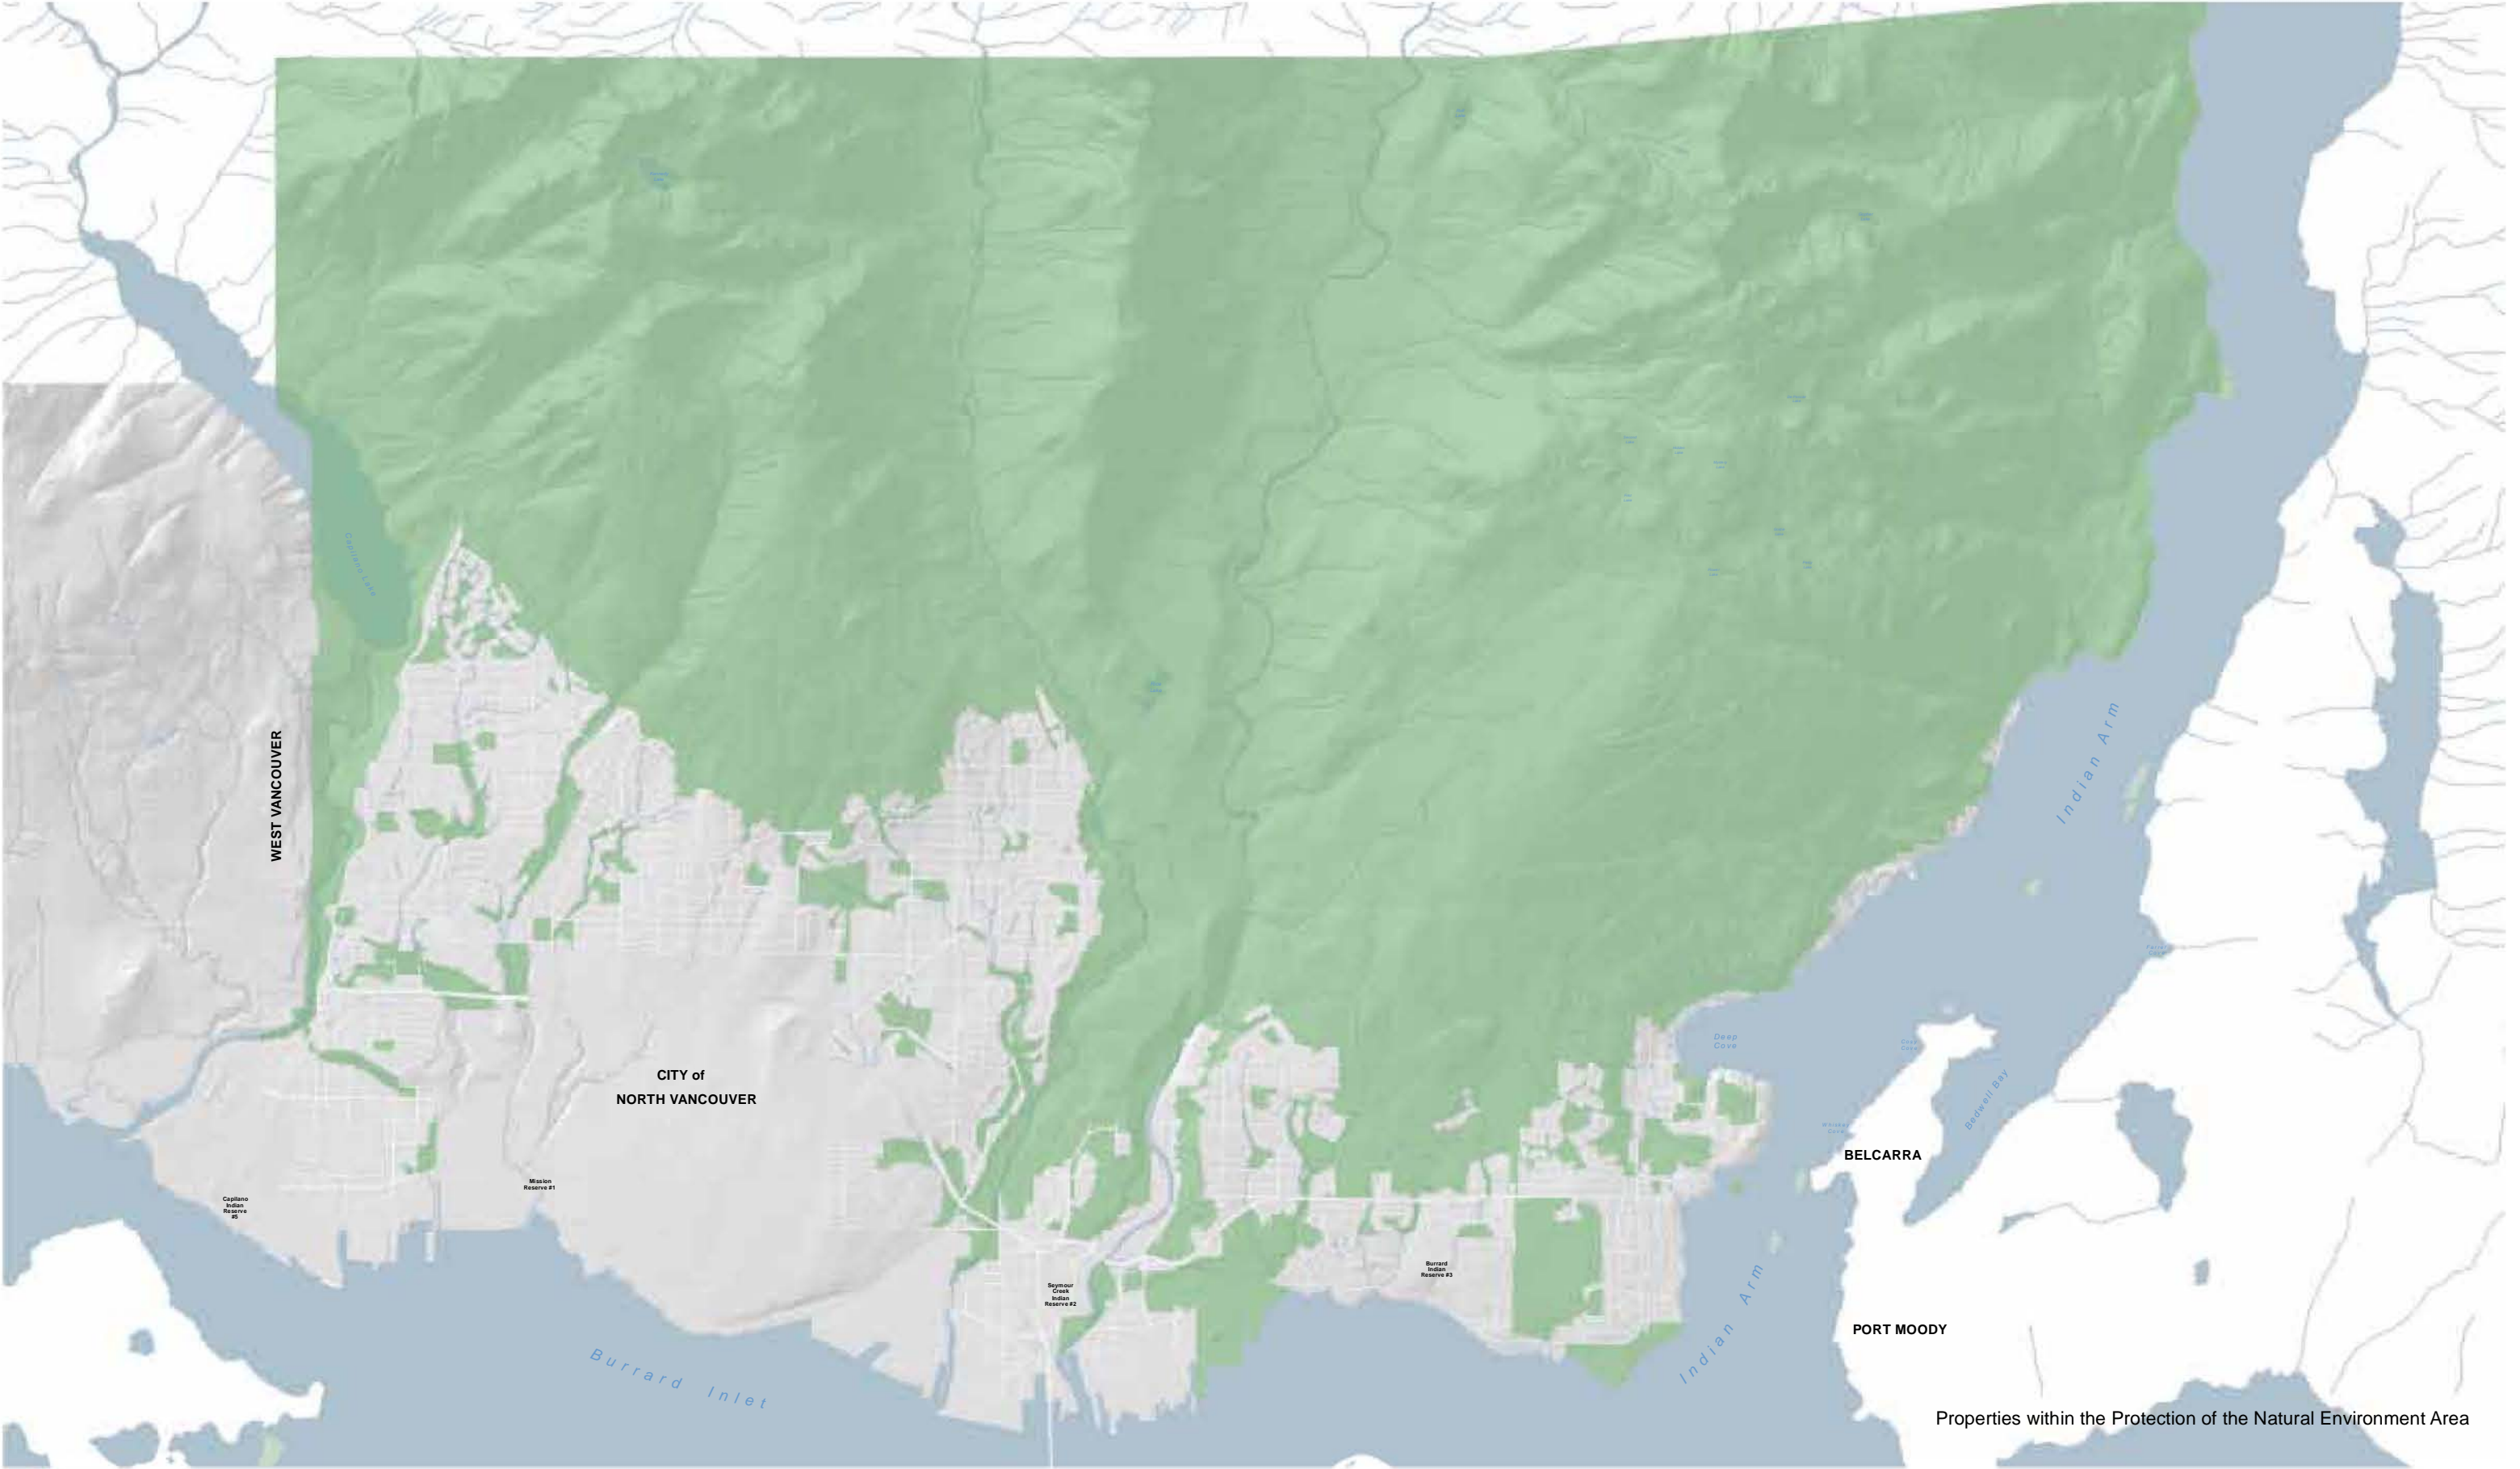 Capilano Lake
WEST VANCOUVER
Indian Arm
Deep
Cove
CITY of
NORTH VANCOUVER
Bedwell Bay
BELCARRA
Mission
Reserve #1
Capilano
Indian
Reserve
#5
Burrard
Indian
Reserve #3
Seymour
Creek
Indian
Reserve #2
Indian Arm
PORT MOODY
Burrard Inlet
Properties within the Protection of the Natural Environment Area